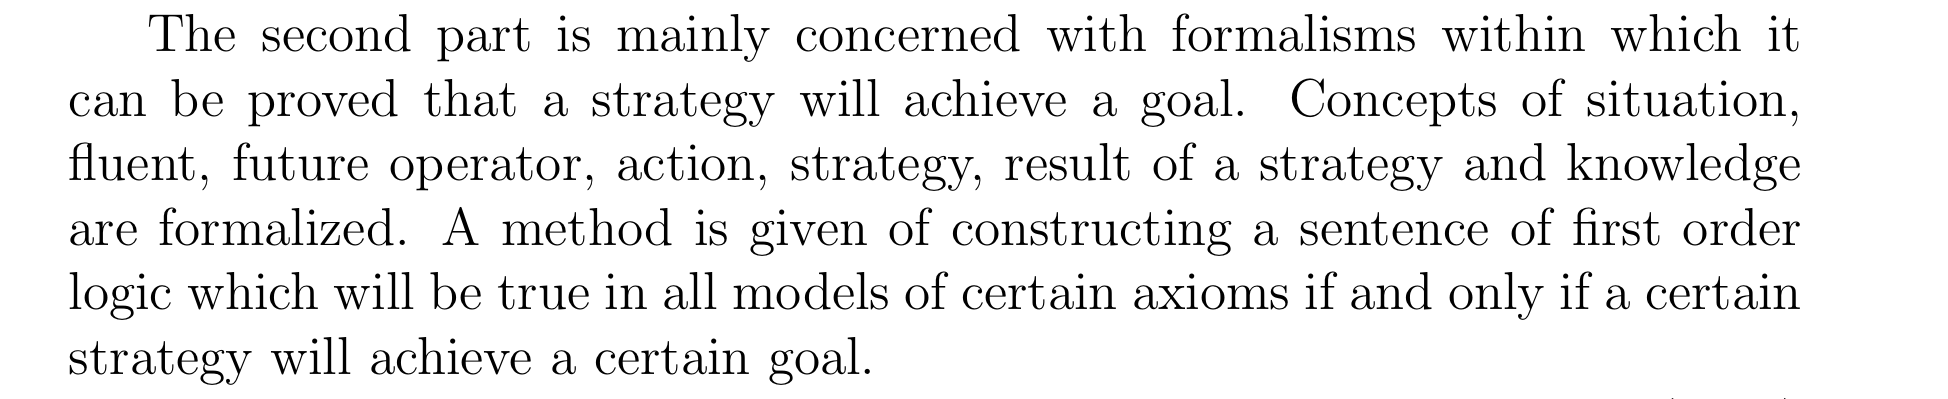 The second part is mainly concerned with formalisms within which it
can be proved that a strategy will achieve a goal. Concepts of situation,
fluent, future operator, action, strategy, result of a strategy and knowledge
are formalized. A method is given of constructing a sentence of first order
logic which will be true in all models of certain axioms if and only if a certain
strategy will achieve a certain goal.